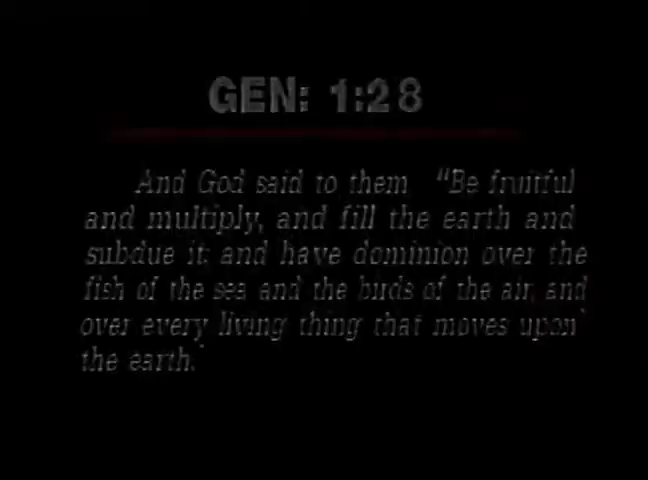 GEN: 1:28
And God said to them "Be fruitful
and multiply, and fill the earth and
subdue it; and have dominion over the
fish of the sea and the birds of the air, and
over every living thing that moves upon
the earth.